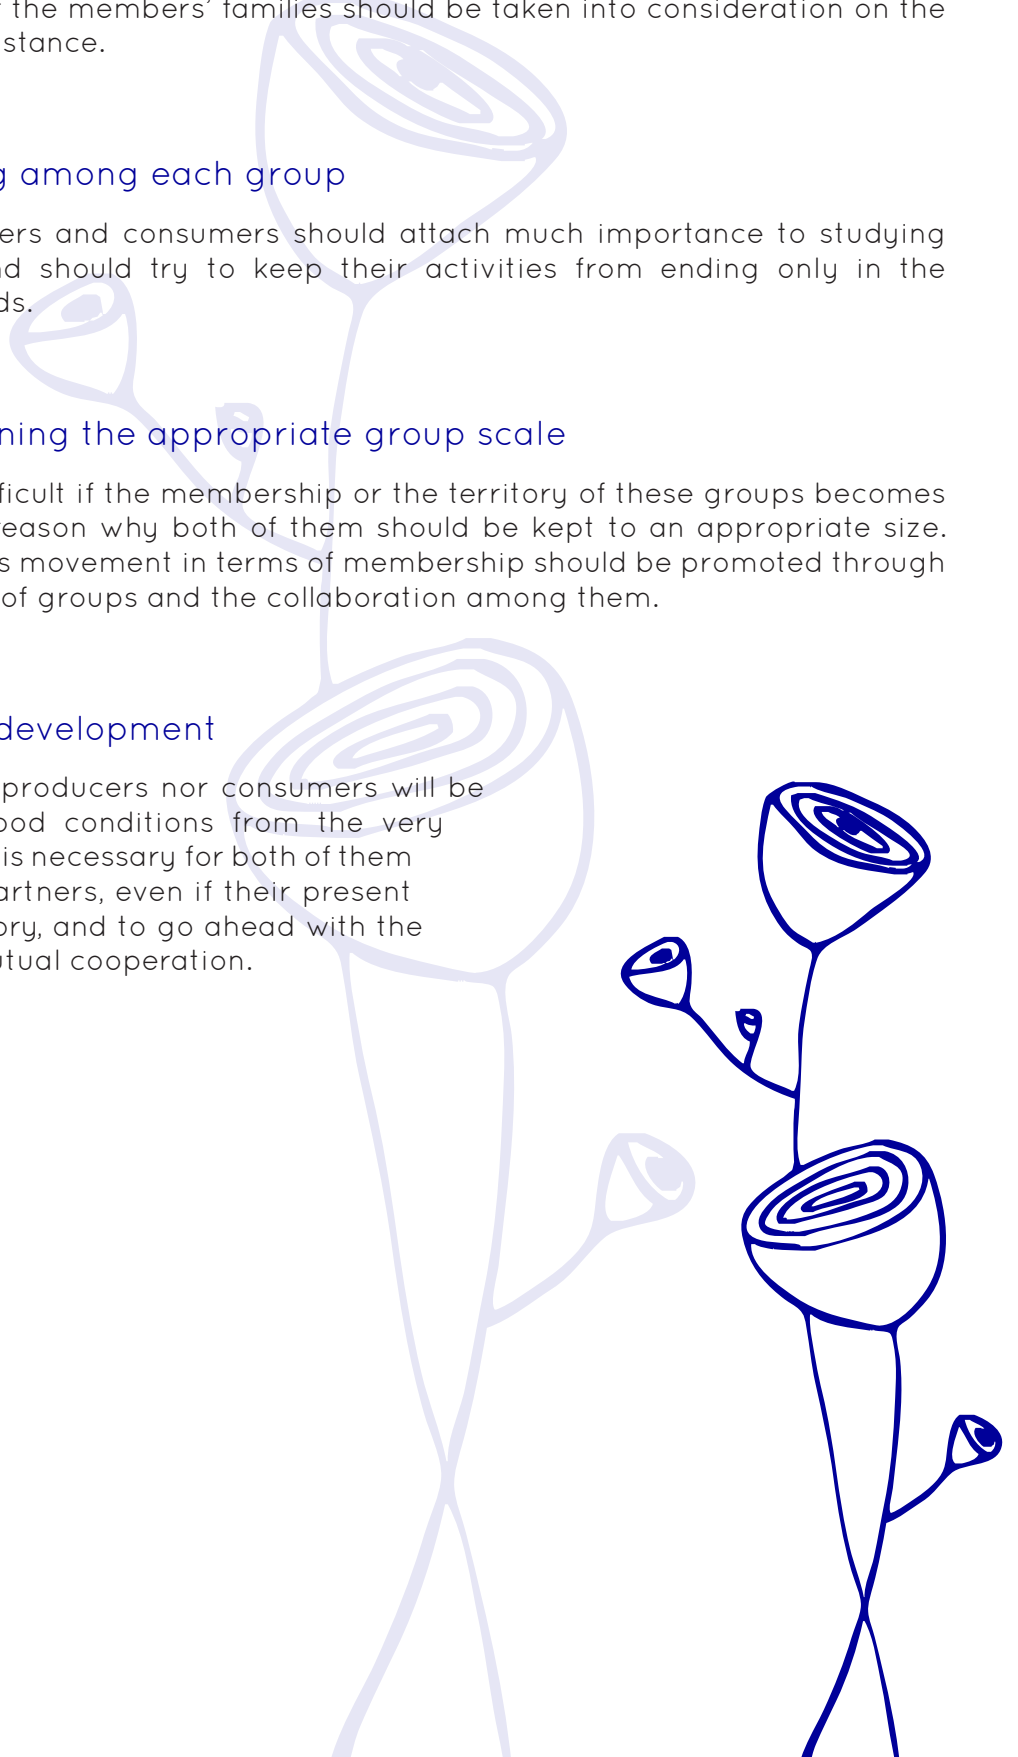 the members' families should be taken into consideration on the
stance.
g among each group
ers and consumers should attach much importance to studying
nd should try to keep their activities from ending only in the
ds.
ning the appropriate group scale
ficult if the membership or the territory of these groups becomes
reason why both of them should be kept to an appropriate size.
s movement in terms of membership should be promoted through
of groups and the collaboration among them.
development
producers nor consumers will be
ood conditions from the very
is necessary for both of them
artners, even if their present
ory, and to go ahead with the
utual cooperation.